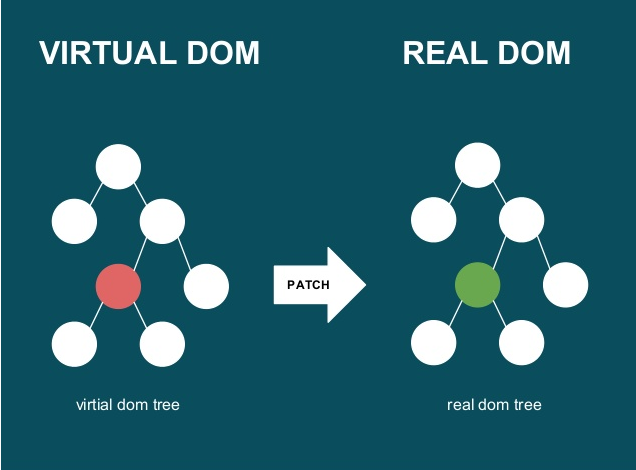 VIRTUAL DOM
REAL DOM
PATCH
virtial dom tree
real dom tree